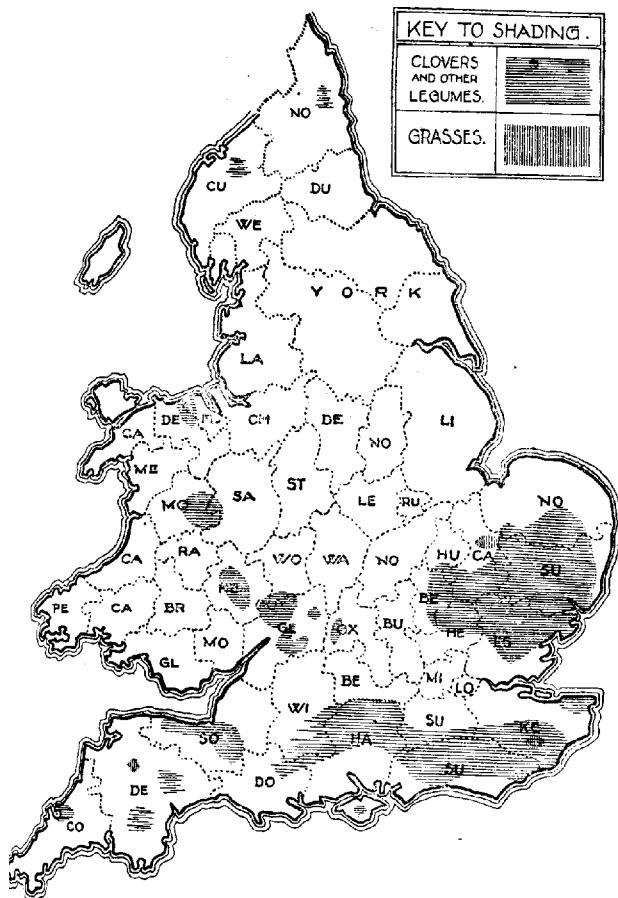 KEY TO SHADING.
CLOVERS
AND OTHER
LEGUMES.
GRASSES.
NO
CU
DU
WE
YORK
LA
DE
CH
DE
NO
LI
CA
ME
MO
SA
ST
LE
RU
NO
CA
RA
WO
WA
NO
HU
CA
SU
PE
CA
BR
MO
GL
GL
OX
BU
BE
HE
ES
BE
MI
LO
WI
SU
KE
SO
HA
SU
DE
DO
CO